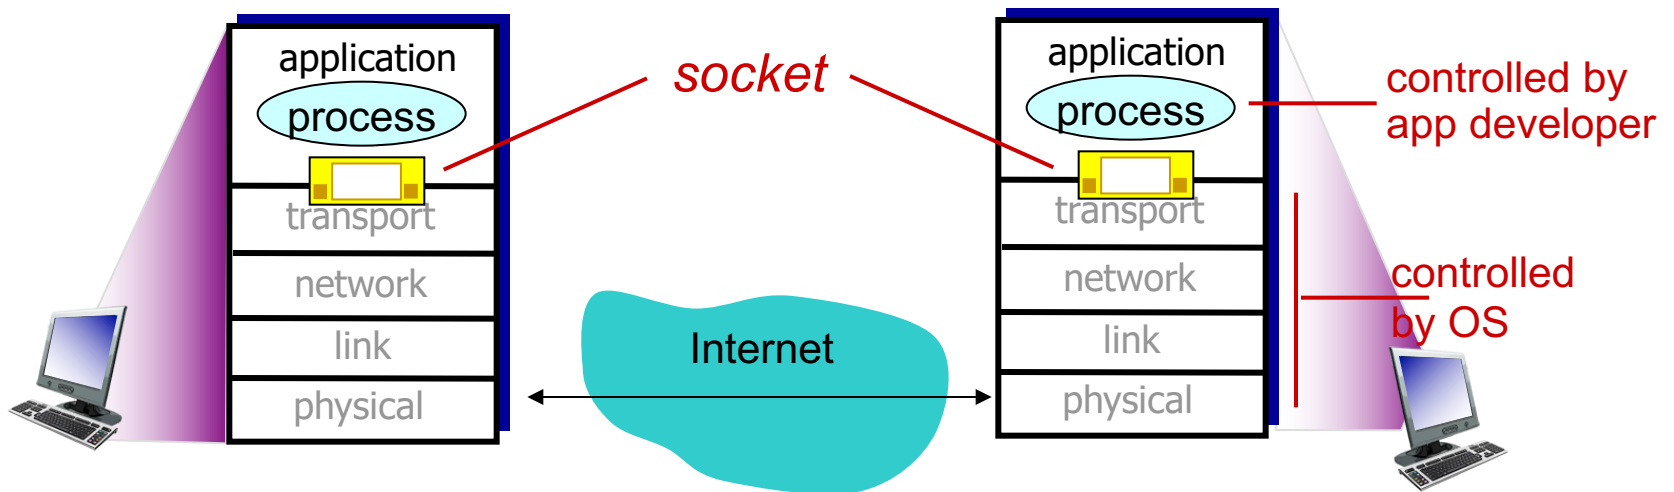 application
process
transport
network
link
physical
socket
Internet
application
process
transport
network
link
physical
controlled by
app developer
controlled
by OS